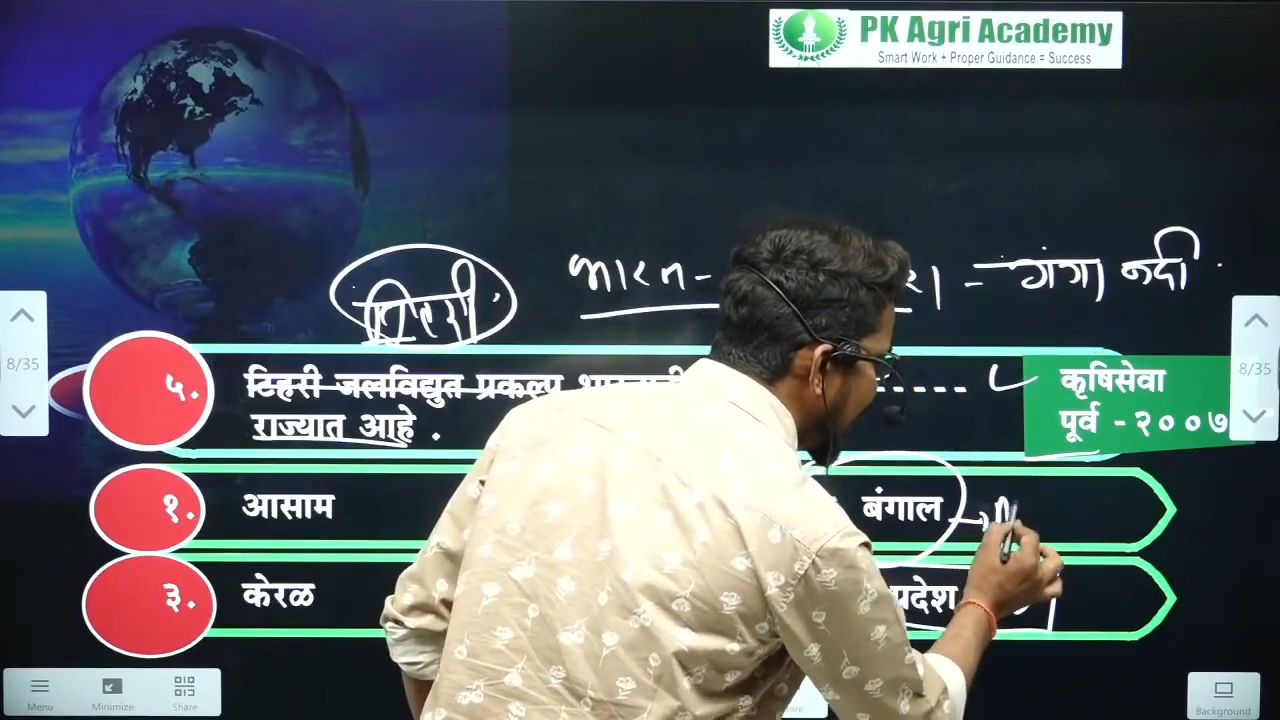 PK Agri Academy
Smart Work + Proper Guidance = Success
भारत- - गंगा नदी
टिहरी
8/35
8/35
५. टिहरी जलविद्युत प्रकल्प -----
राज्यात आहे .
कृषिसेवा
पूर्व - २००७
१. आसाम
बंगाल →
३. केरळ
प्रदेश
Menu
Minimize
Share
Background